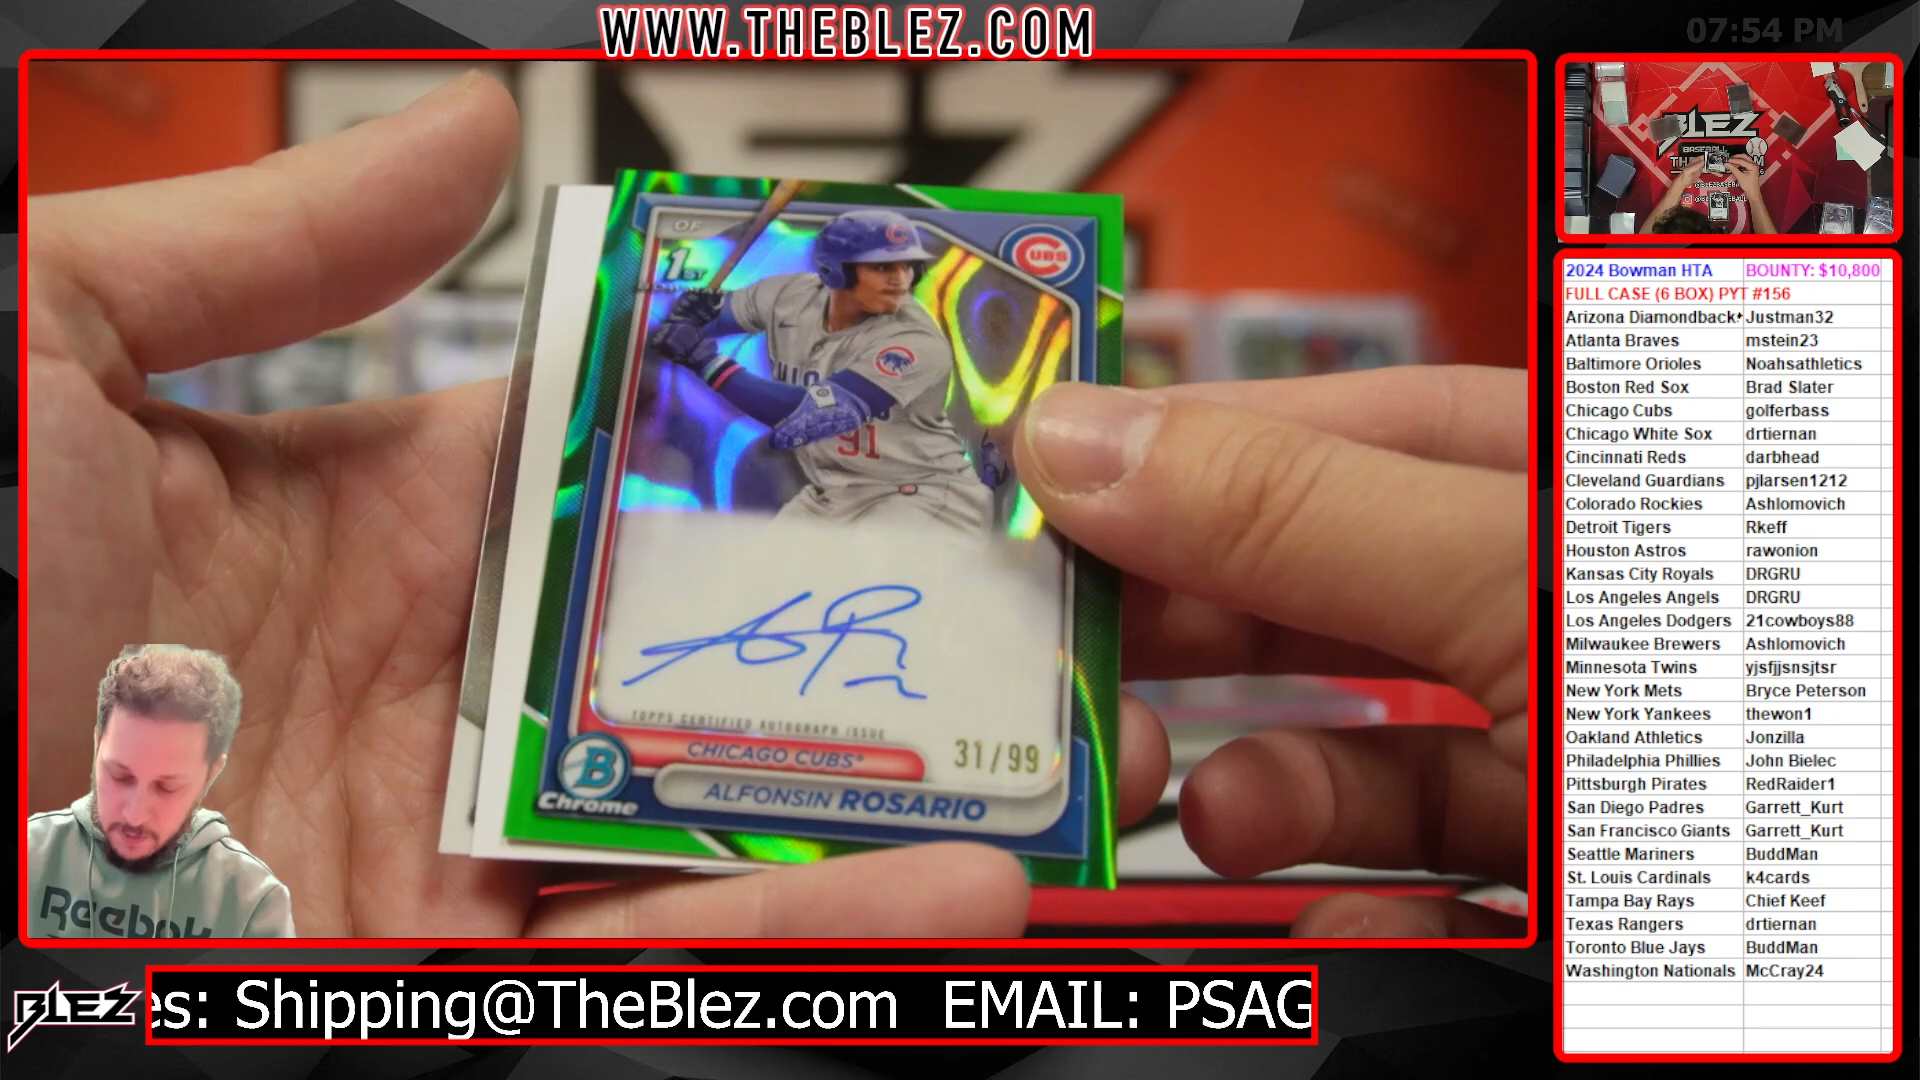 WWW.THEBLEZ.COM
07:54 PM
OF
1ST
CUBS
91
TOPPS CERTIFIED AUTOGRAPH ISSUE
31/99
CHICAGO CUBS
ALFONSIN ROSARIO
B
Chrome
Reebok
BLEZ
BASEBALL
2024 Bowman HTA BOUNTY: $10,800
FULL CASE (6 BOX) PYT #156
Arizona Diamondback Justman32
Atlanta Braves mstein23
Baltimore Orioles Noahsathletics
Boston Red Sox Brad Slater
Chicago Cubs golferbass
Chicago White Sox drtiernan
Cincinnati Reds darbhead
Cleveland Guardians pjlarsen1212
Colorado Rockies Ashlomovich
Detroit Tigers Rkeff
Houston Astros rawonion
Kansas City Royals DRGRU
Los Angeles Angels DRGRU
Los Angeles Dodgers 21cowboys88
Milwaukee Brewers Ashlomovich
Minnesota Twins yjsfjjsnsjtsr
New York Mets Bryce Peterson
New York Yankees thewon1
Oakland Athletics Jonzilla
Philadelphia Phillies John Bielec
Pittsburgh Pirates RedRaider1
San Diego Padres Garrett_Kurt
San Francisco Giants Garrett_Kurt
Seattle Mariners BuddMan
St. Louis Cardinals k4cards
Tampa Bay Rays Chief Keef
Texas Rangers drtiernan
Toronto Blue Jays BuddMan
Washington Nationals McCray24
BLEZ
es: Shipping@TheBlez.com EMAIL: PSAG